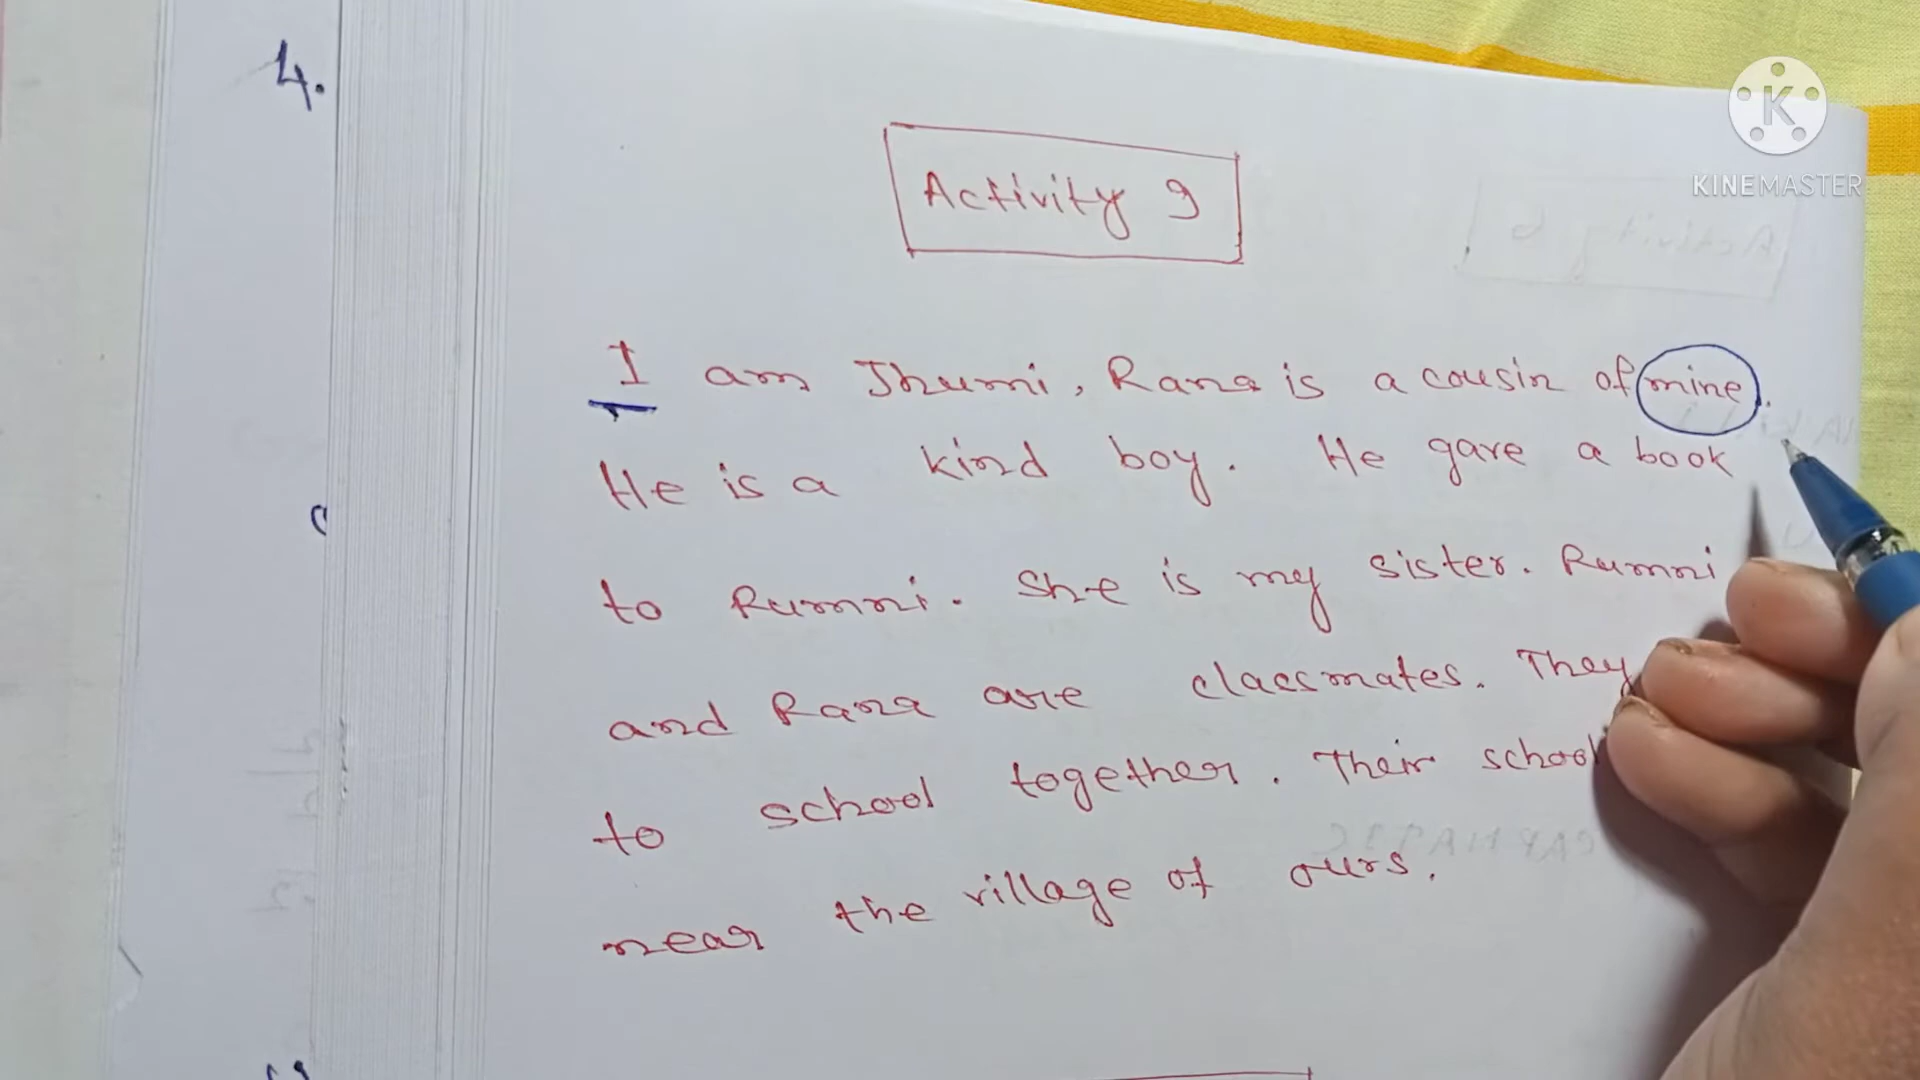 4.
KINEMASTER
Activity 9
I am Jhumi, Rana is a cousin of mine.
He is a kind boy. He gave a book
to Rumni. She is my sister. Rumni
and Rana are classmates. They
to school together. Their school
near the village of ours.